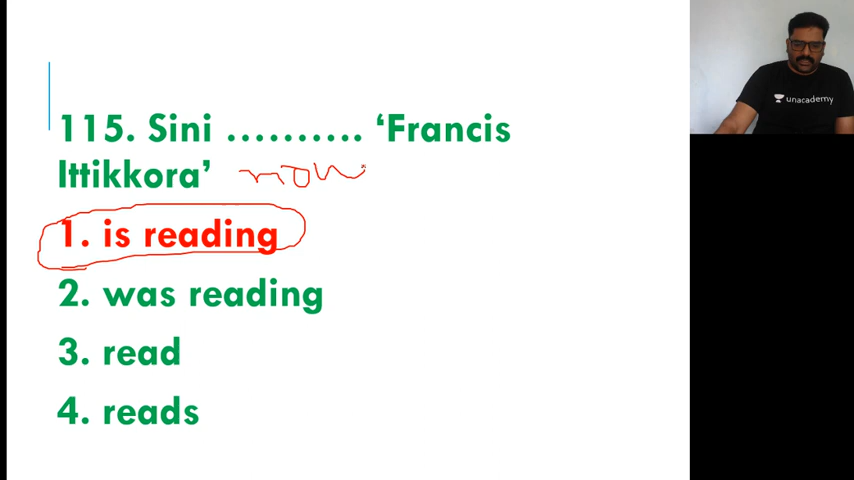 115. Sini ………. ‘Francis
Ittikkora’ now
1. is reading
2. was reading
3. read
4. reads
unacademy